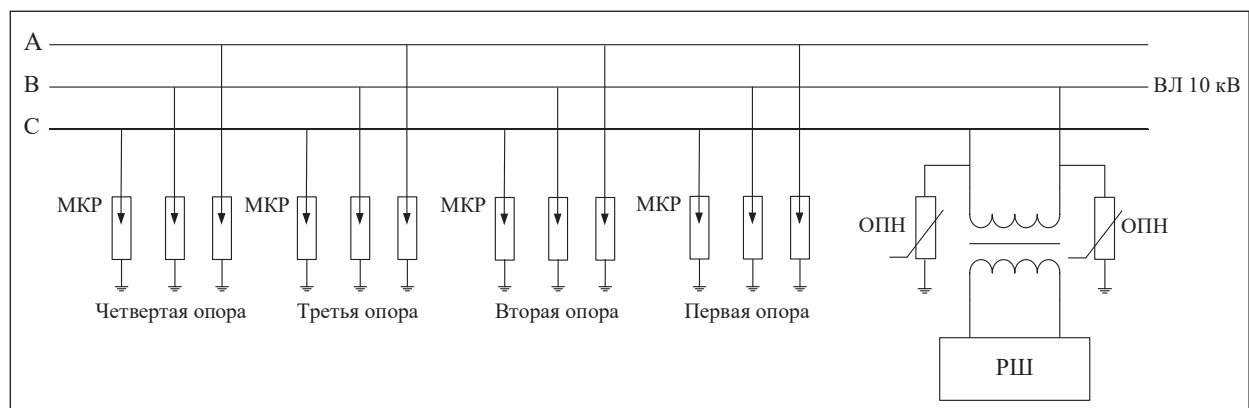 А
В
ВЛ 10 кВ
С
МКР
МКР
МКР
МКР
ОПН
ОПН
Четвертая опора
Третья опора
Вторая опора
Первая опора
РШ